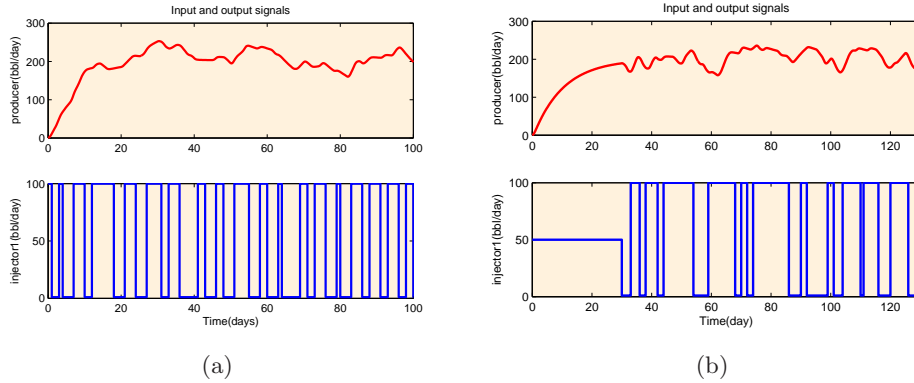 Input and output signals
producer(bbl/day)
300
200
100
0
0 20 40 60 80 100
injector1(bbl/day)
100
50
0
0 20 40 60 80 100
Time(days)
(a)
Input and output signals
producer(bbl/day)
300
200
100
0
0 20 40 60 80 100 120
injector1(bbl/day)
100
50
0
0 20 40 60 80 100 120
Time(day)
(b)